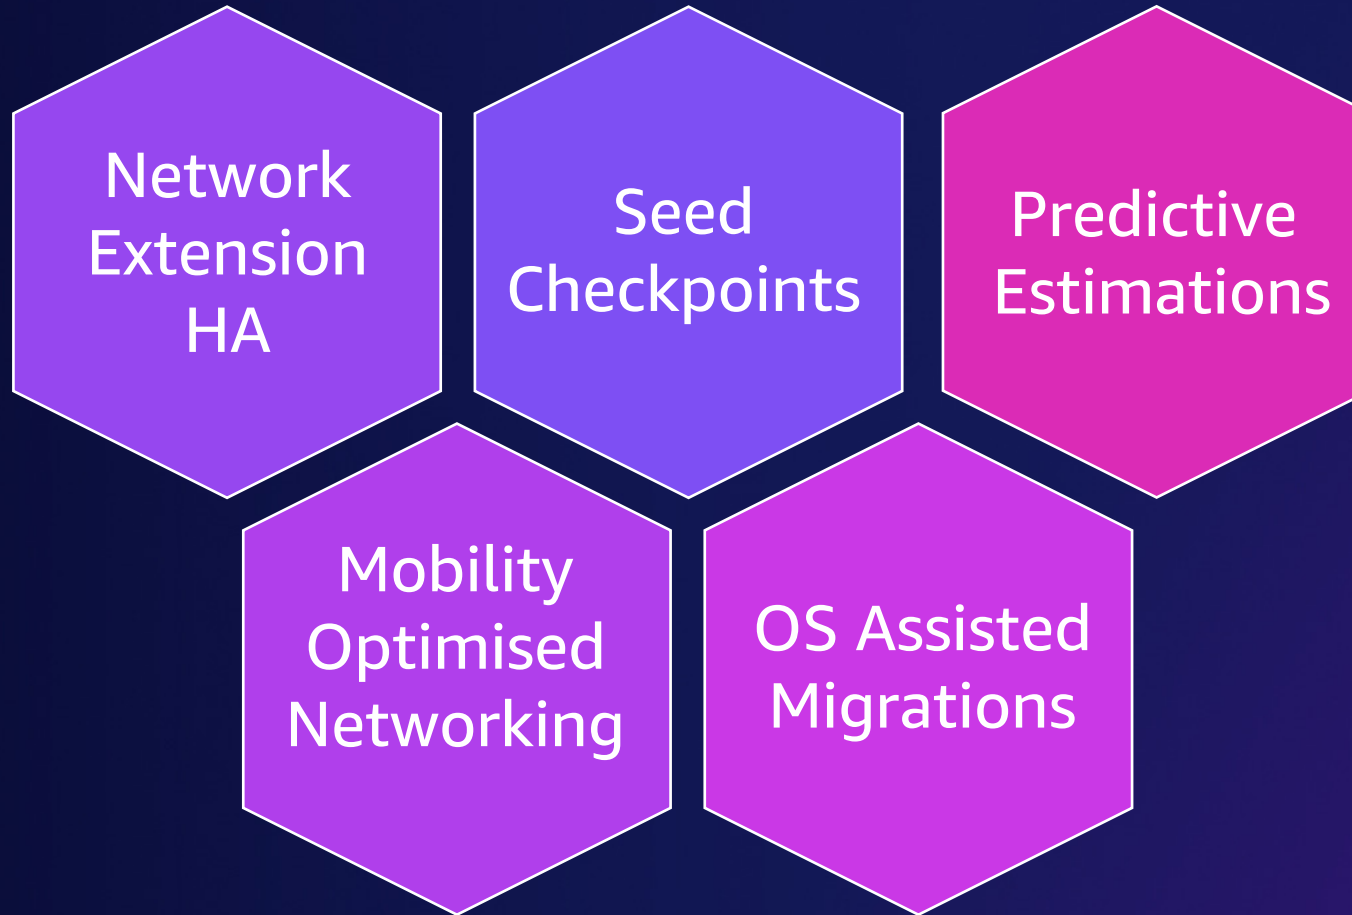 Network
Extension
HA
Seed
Checkpoints
Predictive
Estimations
Mobility
Optimised
Networking
OS Assisted
Migrations